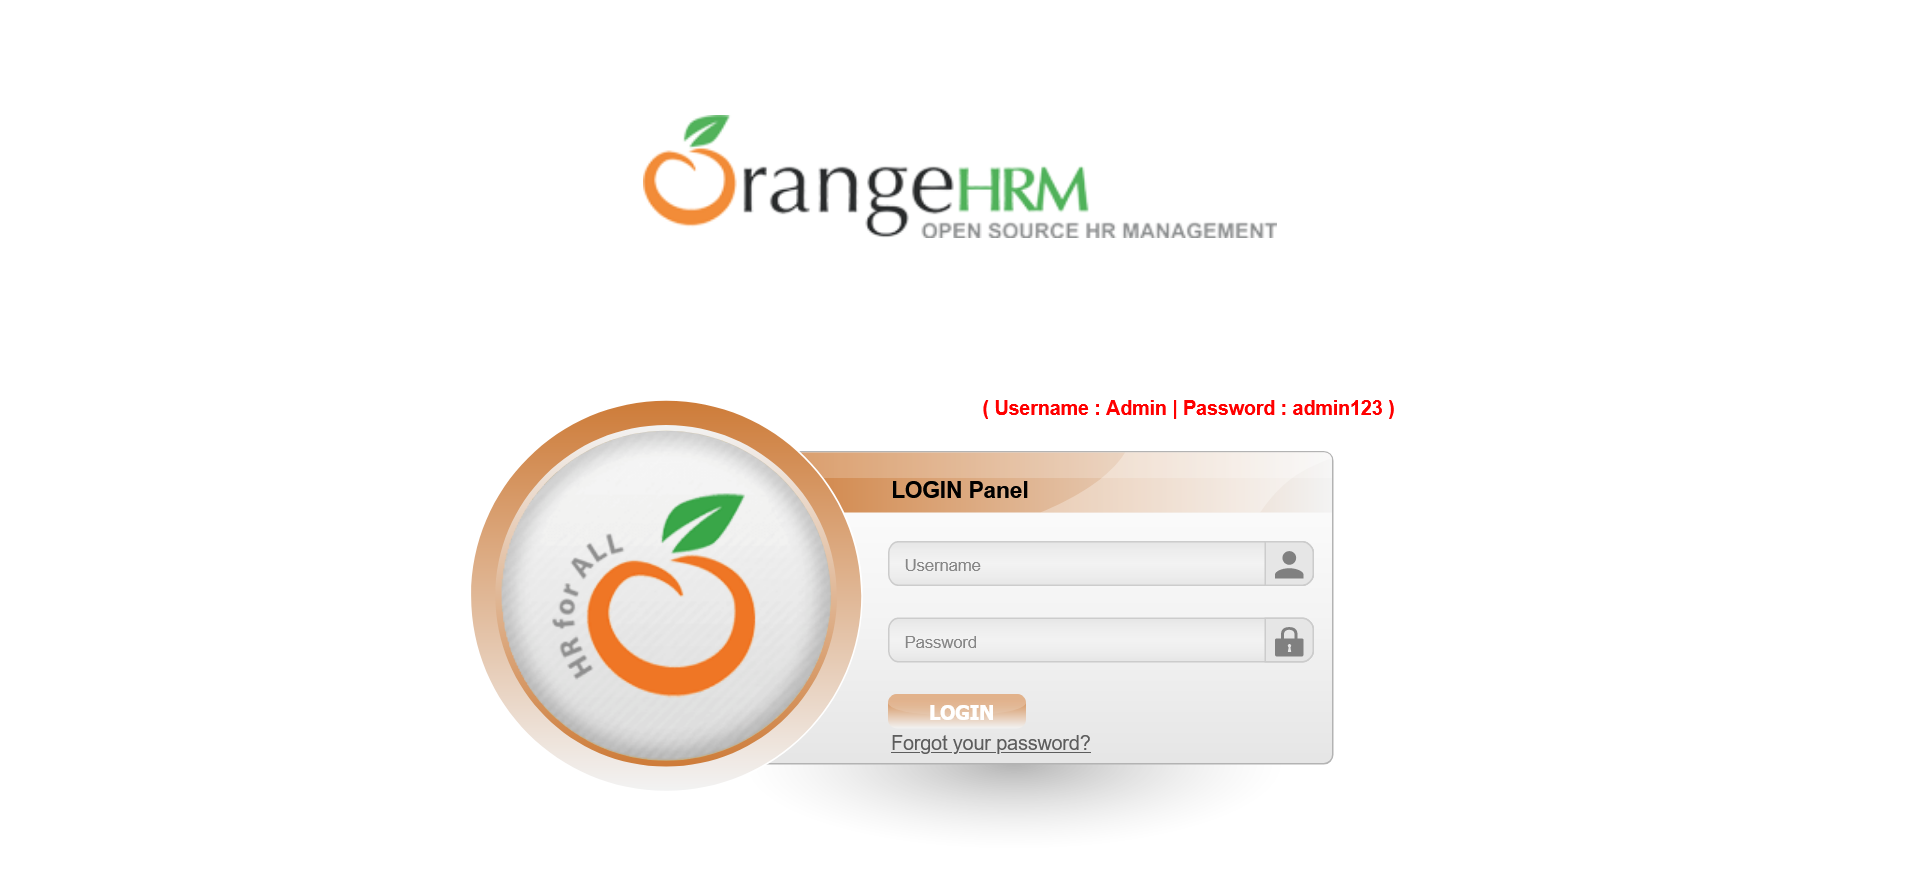 OrangeHRM
OPEN SOURCE HR MANAGEMENT
( Username : Admin | Password : admin123 )
HR for ALL
LOGIN Panel
Username
Password
LOGIN
Forgot your password?